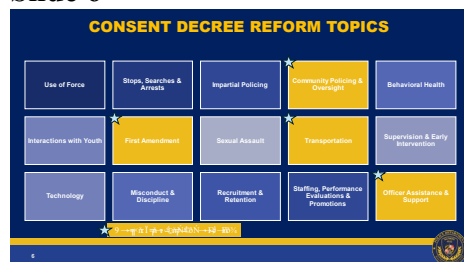 CONSENT DECREE REFORM TOPICS
Use of Force
Stops, Searches &
Arrests
Impartial Policing
Community Policing &
Oversight
Behavioral Health
Interactions with Youth
First Amendment
Sexual Assault
Transportation
Supervision & Early
Intervention
Technology
Misconduct &
Discipline
Recruitment &
Retention
Staffing, Performance
Evaluations &
Promotions
Officer Assistance &
Support
6